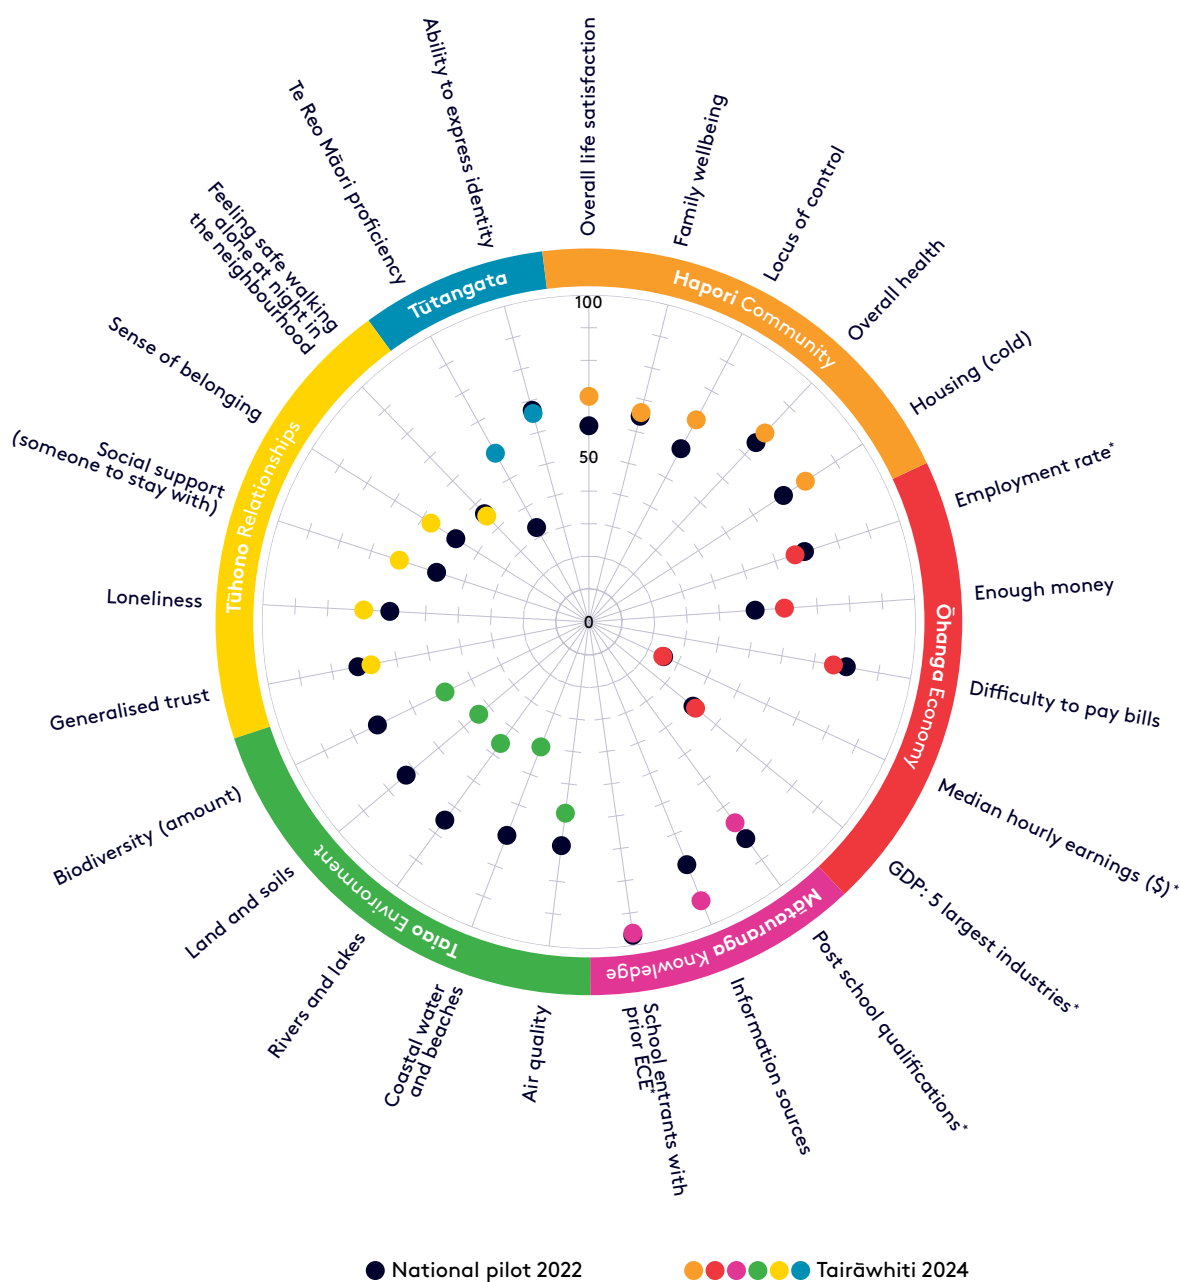 Overall life satisfaction
Family wellbeing
Locus of control
Overall health
Housing (cold)
Employment rate*
Enough money
Difficulty to pay bills
Median hourly earnings ($)*
GDP: 5 largest industries*
Post school qualifications*
Information sources
School entrants with
prior ECE*
Air quality
Coastal water
and beaches
Rivers and lakes
Land and soils
Biodiversity (amount)
Generalised trust
Loneliness
Social support
(someone to stay with)
Sense of belonging
Feeling safe walking
alone at night in
the neighbourhood
Te Reo Māori proficiency
Ability to express identity
Hapori Community
Ōhanga Economy
Mātauranga Knowledge
Taiao Environment
Tūhono Relationships
Tūtangata
100
50
0
National pilot 2022
Tairāwhiti 2024